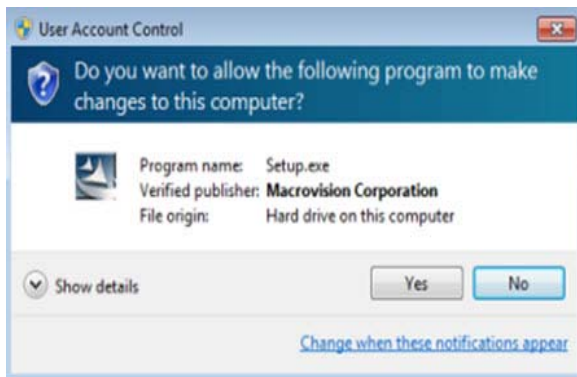 User Account Control
Do you want to allow the following program to make
changes to this computer?
Program name: Setup.exe
Verified publisher: Macrovision Corporation
File origin: Hard drive on this computer
Show details
Yes
No
Change when these notifications appear